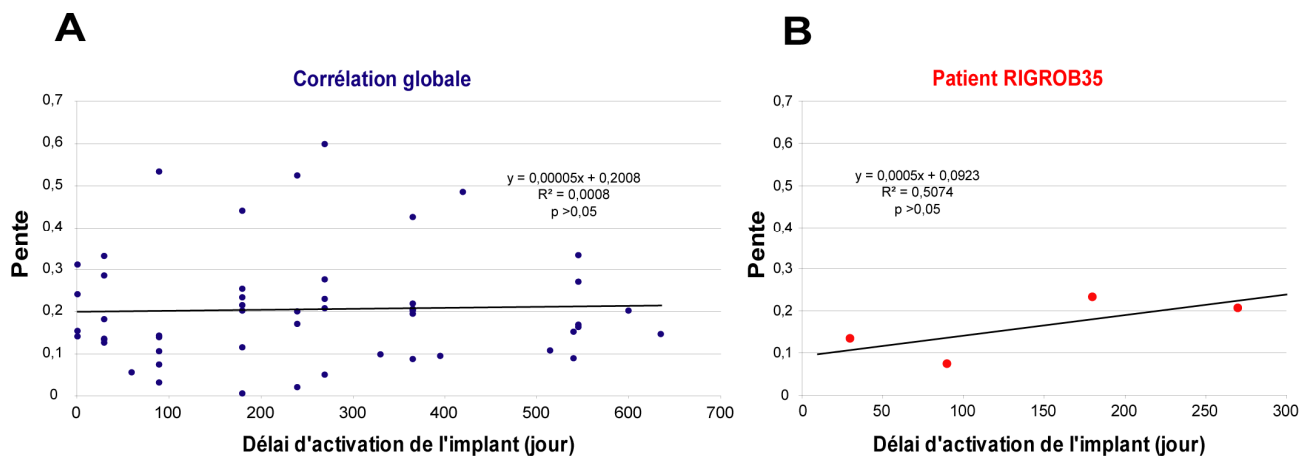 A
Corrélation globale
0,7
0,6
0,5
0,4
0,3
0,2
0,1
0
Pente
y = 0,00005x + 0,2008
R² = 0,0008
p >0,05
0 100 200 300 400 500 600 700
Délai d'activation de l'implant (jour)
B
Patient RIGROB35
0,7
0,6
0,5
0,4
0,3
0,2
0,1
0
Pente
y = 0,0005x + 0,0923
R² = 0,5074
p >0,05
0 50 100 150 200 250 300
Délai d'activation de l'implant (jour)